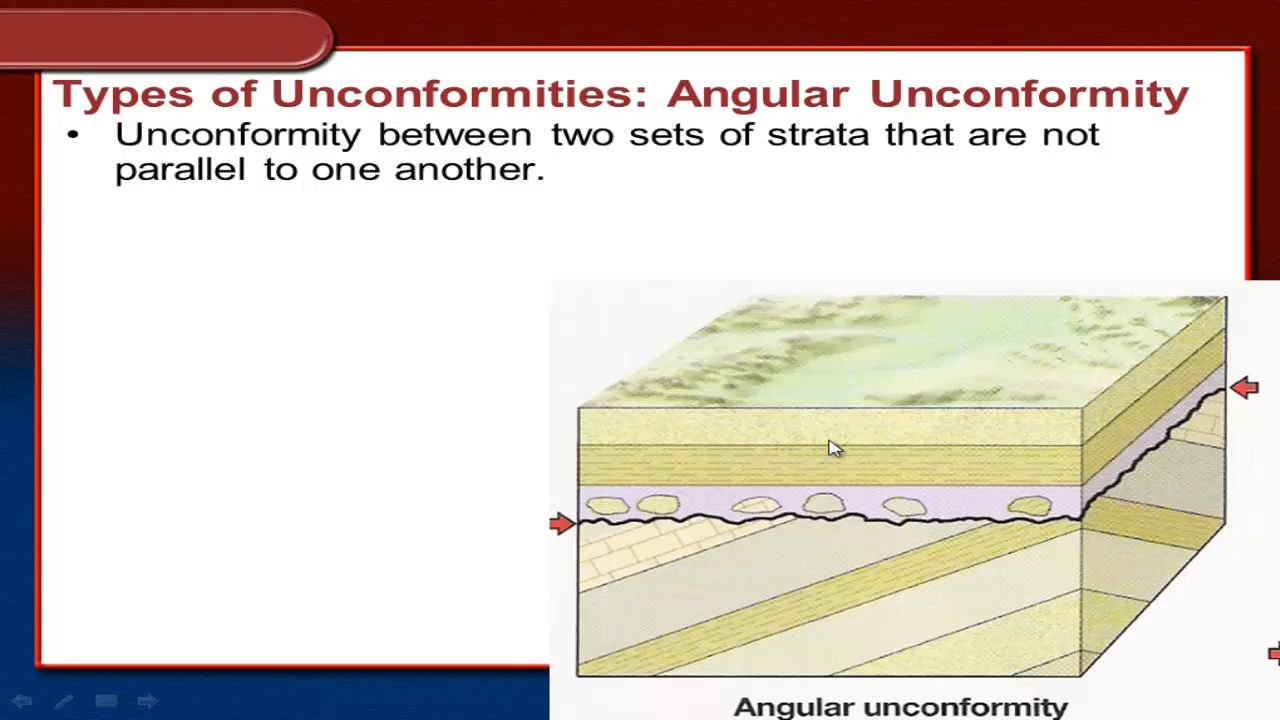 Types of Unconformities: Angular Unconformity
• Unconformity between two sets of strata that are not
parallel to one another.
Angular unconformity